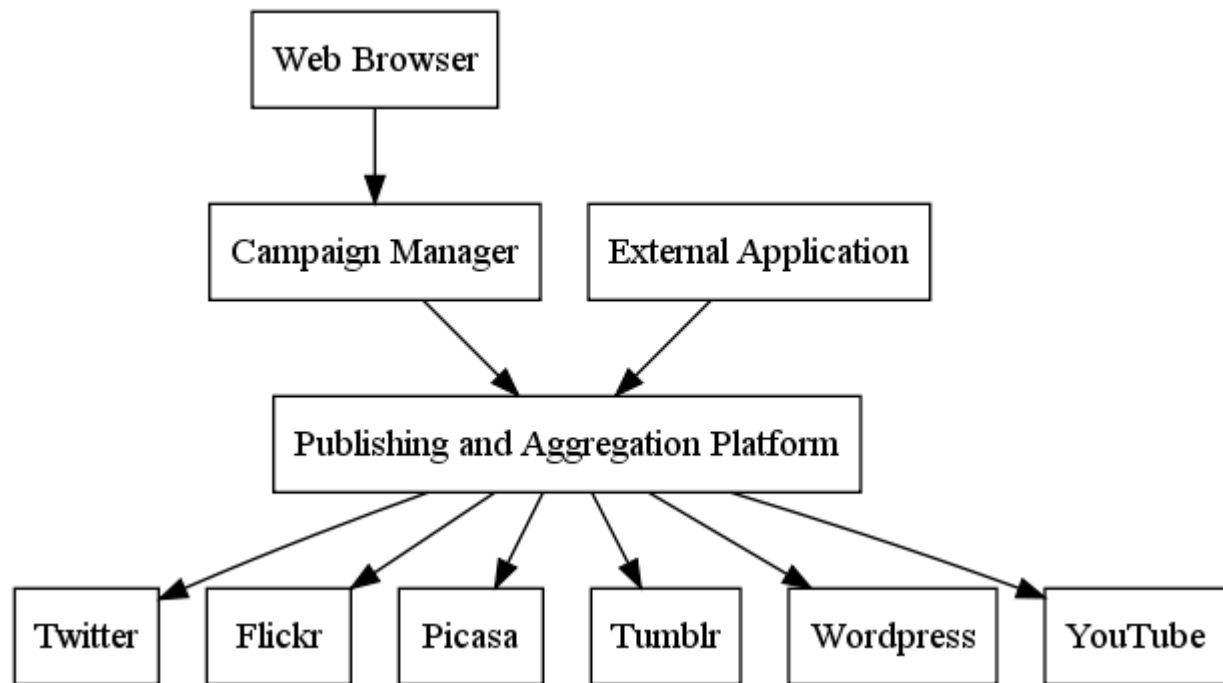 Web Browser
Campaign Manager
External Application
Publishing and Aggregation Platform
Twitter
Flickr
Picasa
Tumblr
Wordpress
YouTube